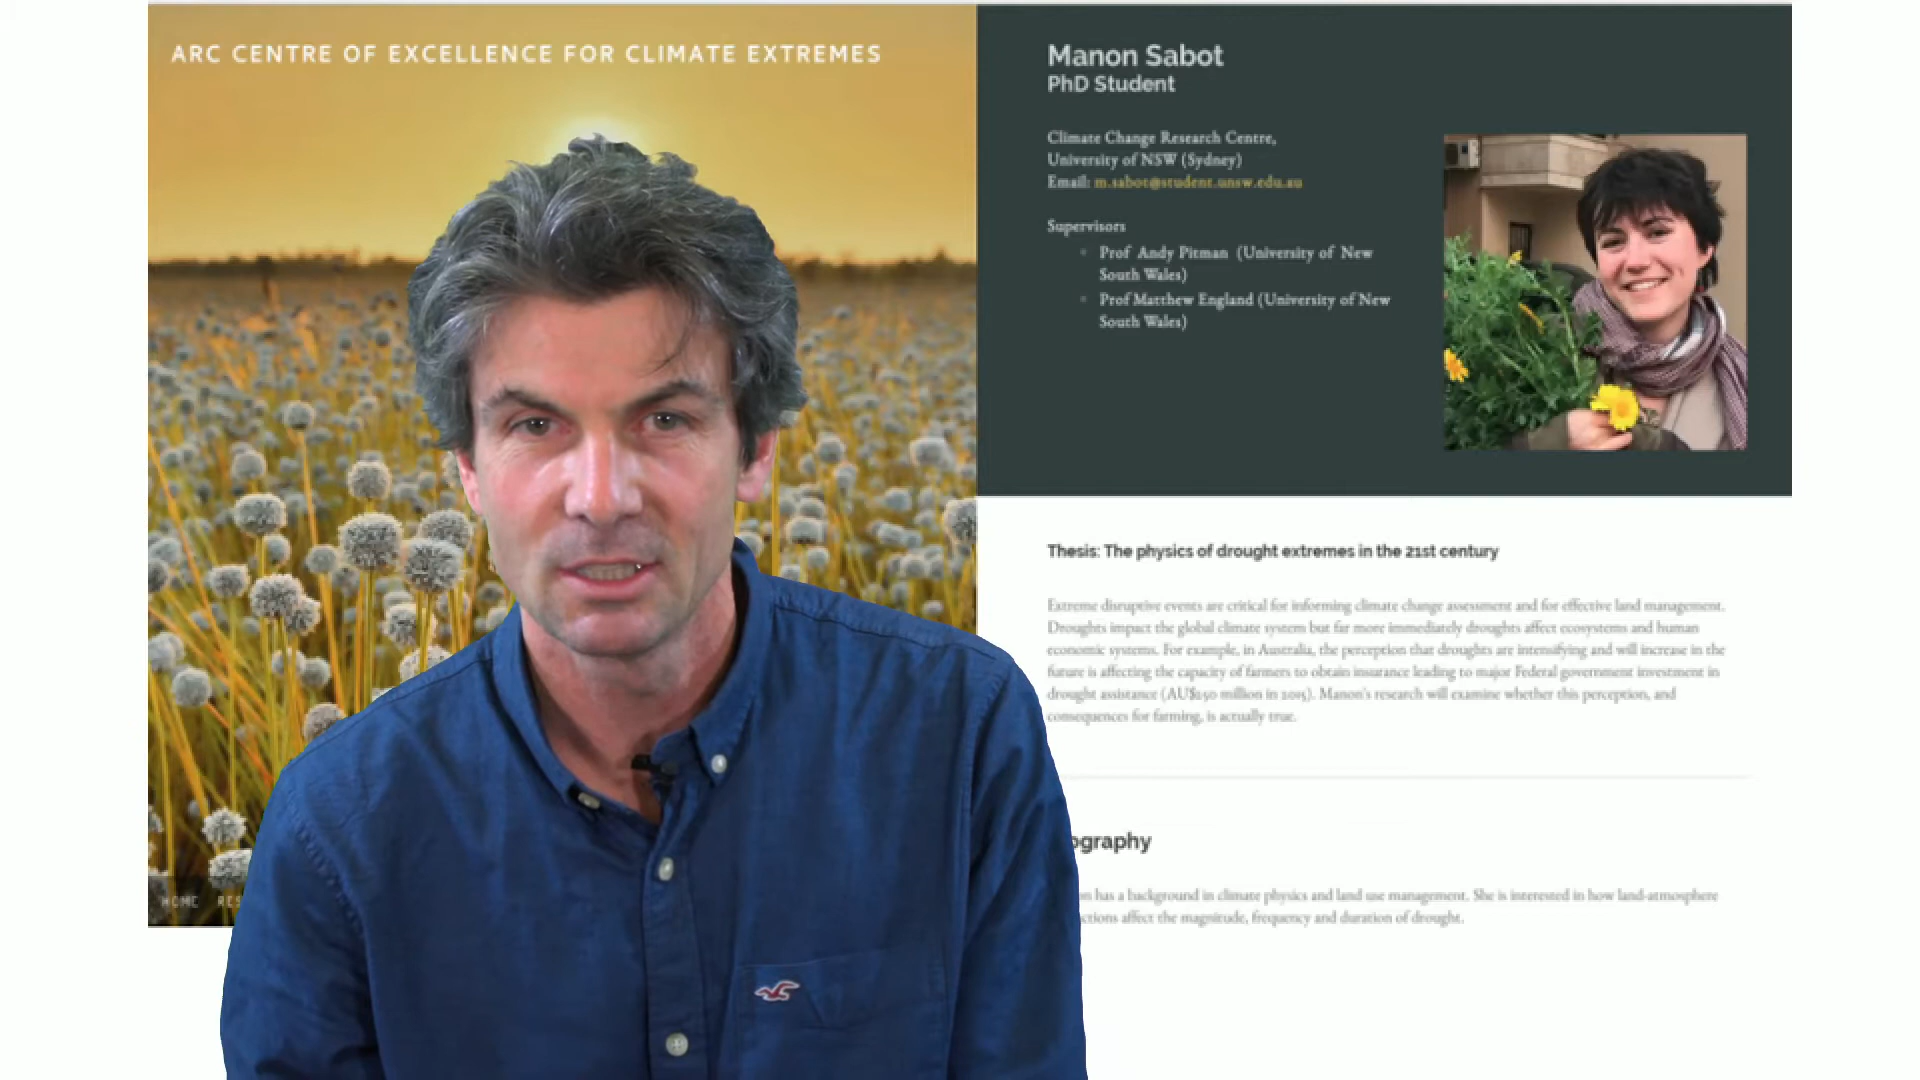 ARC CENTRE OF EXCELLENCE FOR CLIMATE EXTREMES
Manon Sabot
PhD Student
Climate Change Research Centre,
University of NSW (Sydney)
Email: m.sabot@student.unsw.edu.au
Supervisors
Prof Andy Pitman (University of New
South Wales)
Prof Matthew England (University of New
South Wales)
Thesis: The physics of drought extremes in the 21st century
Extreme disruptive events are critical for informing climate change assessment and for effective land management.
Droughts impact the global climate system but far more immediately droughts affect ecosystems and human
economic systems. For example, in Australia, the perception that droughts are intensifying and will increase in the
future is affecting the capacity of farmers to obtain insurance leading to major Federal government investment in
drought assistance (AU$250 million in 2015). Manon's research will examine whether this perception, and
consequences for farming, is actually true.
ography
on has a background in climate physics and land use management. She is interested in how land-atmosphere
ctions affect the magnitude, frequency and duration of drought.
HOME RES